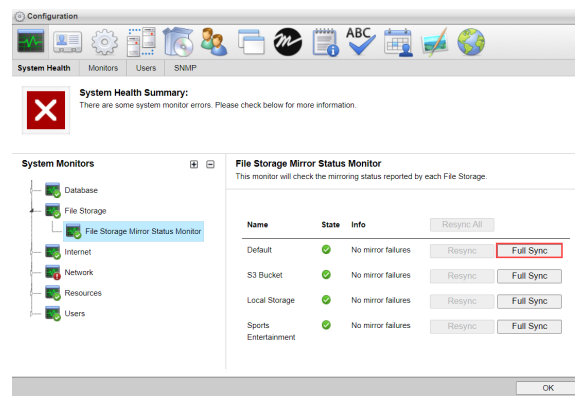 Configuration
ABC
System Health Monitors Users SNMP
System Health Summary:
There are some system monitor errors. Please check below for more information.
System Monitors
Database
File Storage
File Storage Mirror Status Monitor
Internet
Network
Resources
Users
File Storage Mirror Status Monitor
This monitor will check the mirroring status reported by each File Storage.
Name State Info Resync All
Default No mirror failures Resync Full Sync
S3 Bucket No mirror failures Resync Full Sync
Local Storage No mirror failures Resync Full Sync
Sports No mirror failures Resync Full Sync
Entertainment
OK